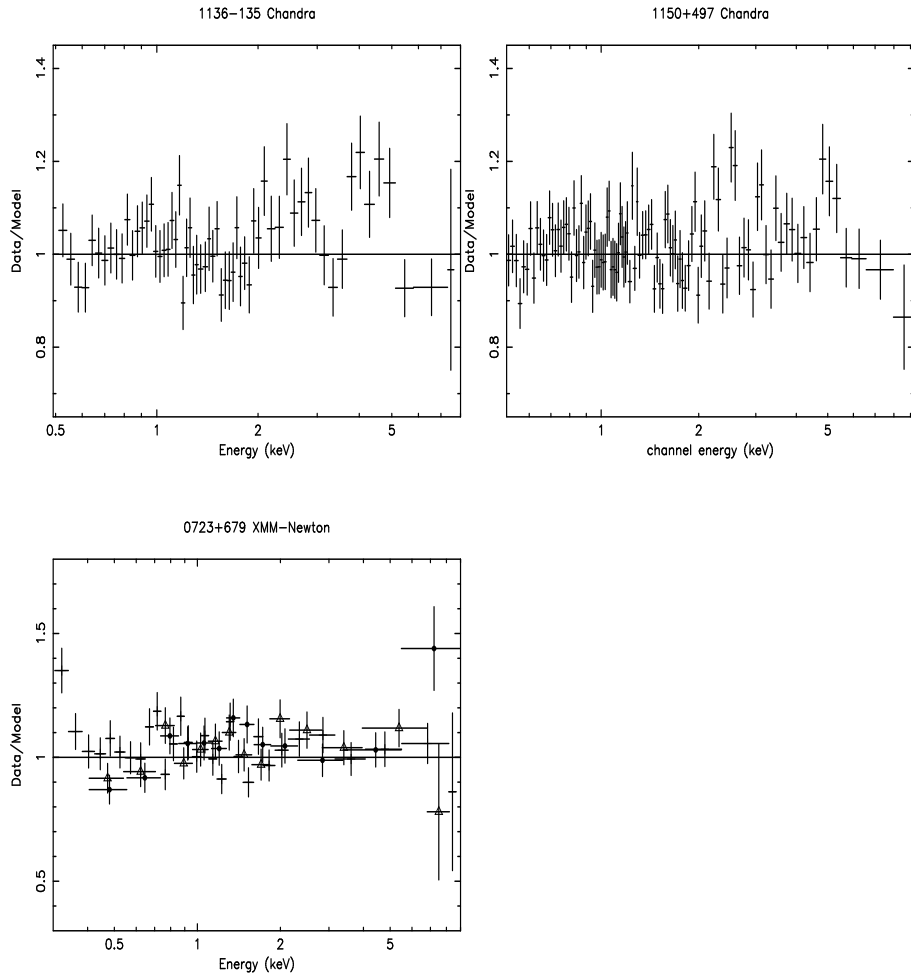 1136−135 Chandra
1.4
1.2
1
0.8
Data/Model
0.5 1 2 5
Energy (keV)
1150+497 Chandra
1.4
1.2
1
0.8
Data/Model
1 2 5
channel energy (keV)
0723+679 XMM−Newton
1.5
1
0.5
Data/Model
0.5 1 2 5
Energy (keV)